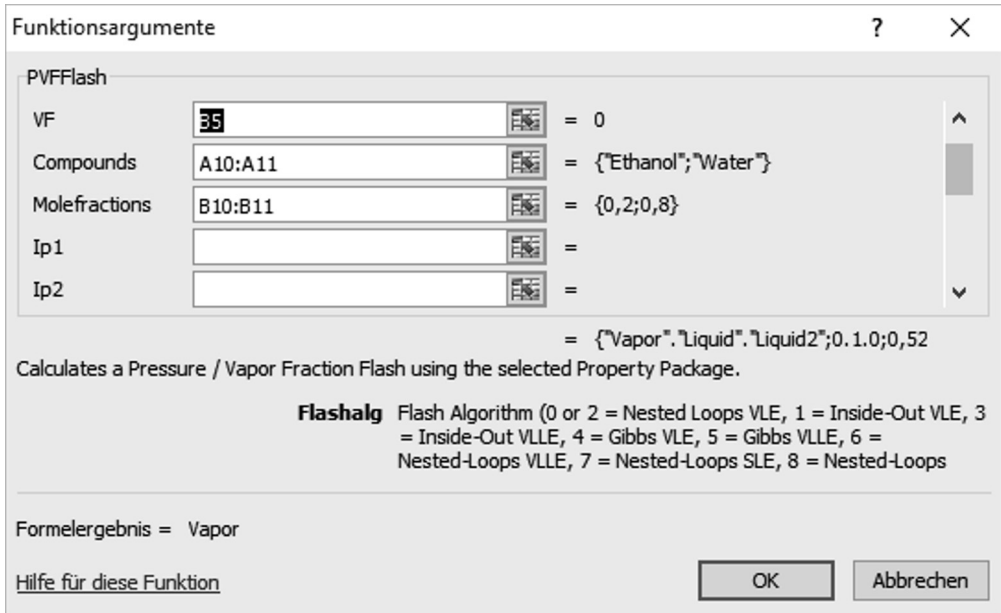 Funktionsargumente ? ×
PVFFlash
VF B5 = 0
Compounds A10:A11 = {"Ethanol";"Water"}
Molefractions B10:B11 = {0,2;0,8}
Ip1 =
Ip2 =
= {"Vapor"."Liquid"."Liquid2";0.1.0;0,52
Calculates a Pressure / Vapor Fraction Flash using the selected Property Package.
Flashalg Flash Algorithm (0 or 2 = Nested Loops VLE, 1 = Inside-Out VLE, 3
= Inside-Out VLLE, 4 = Gibbs VLE, 5 = Gibbs VLLE, 6 =
Nested-Loops VLLE, 7 = Nested-Loops SLE, 8 = Nested-Loops
Formelergebnis = Vapor
Hilfe für diese Funktion OK Abbrechen